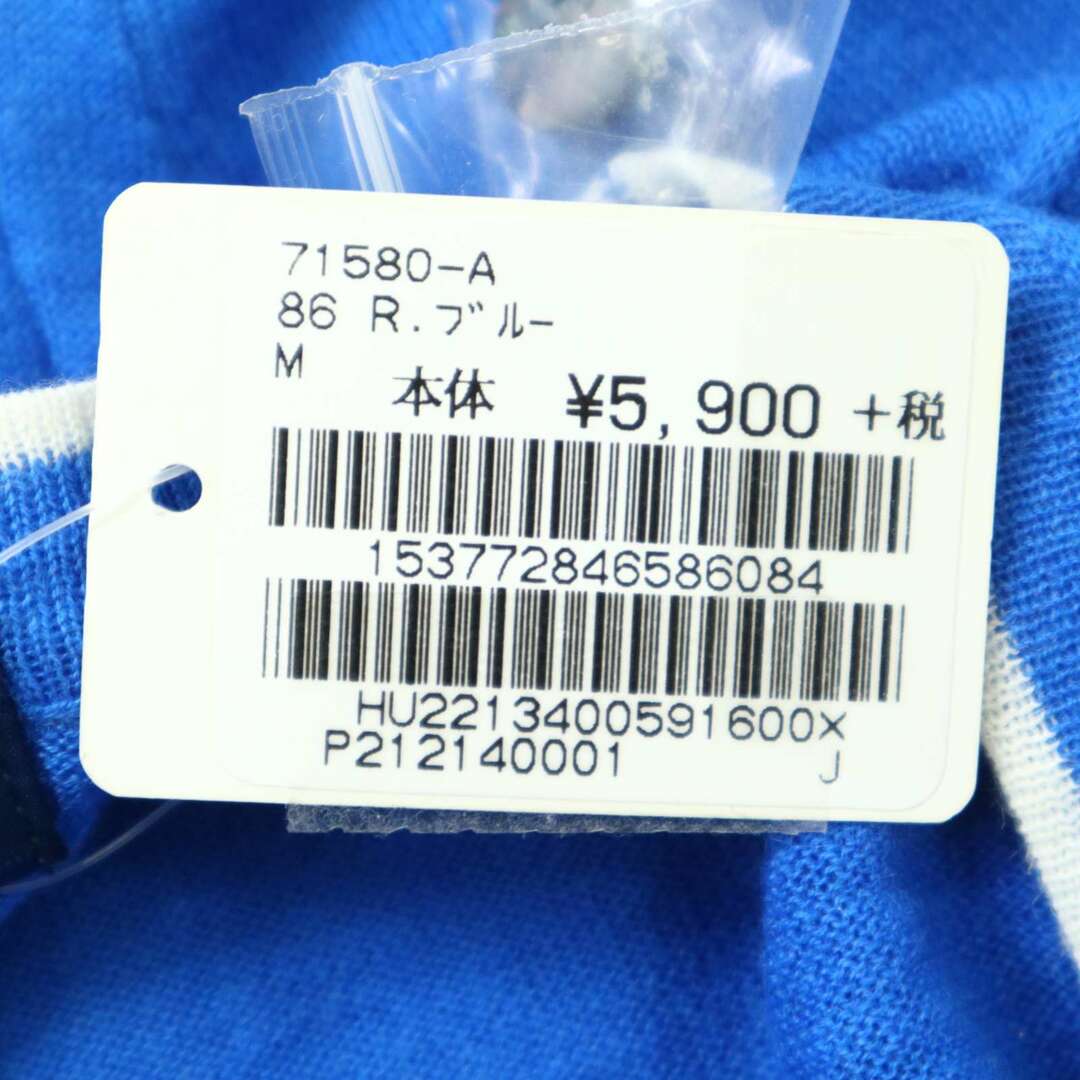 71580-A
86 R.ブルー
M
本体 ¥5,900 +税
153772846586084
HU2213400591600X
P212140001 J